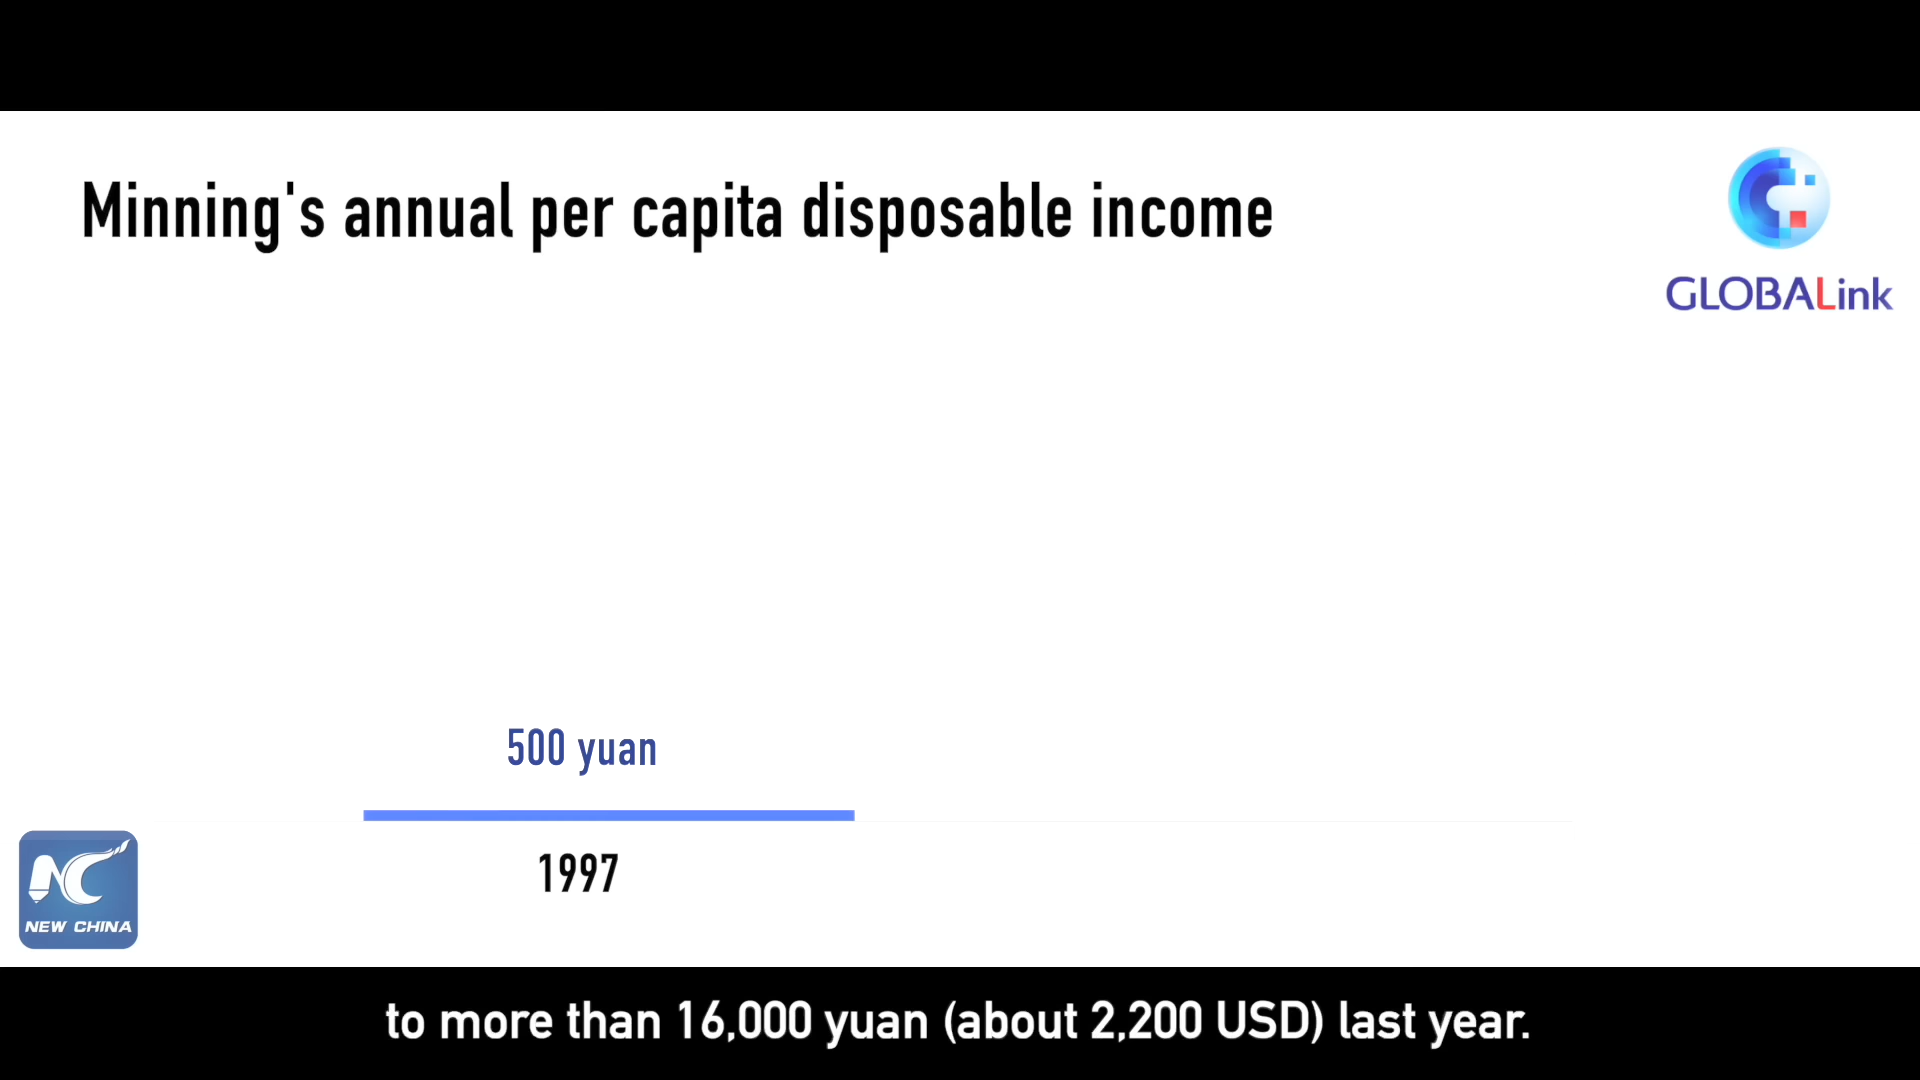 Minning's annual per capita disposable income
GLOBALink
500 yuan
1997
NEW CHINA
to more than 16,000 yuan (about 2,200 USD) last year.